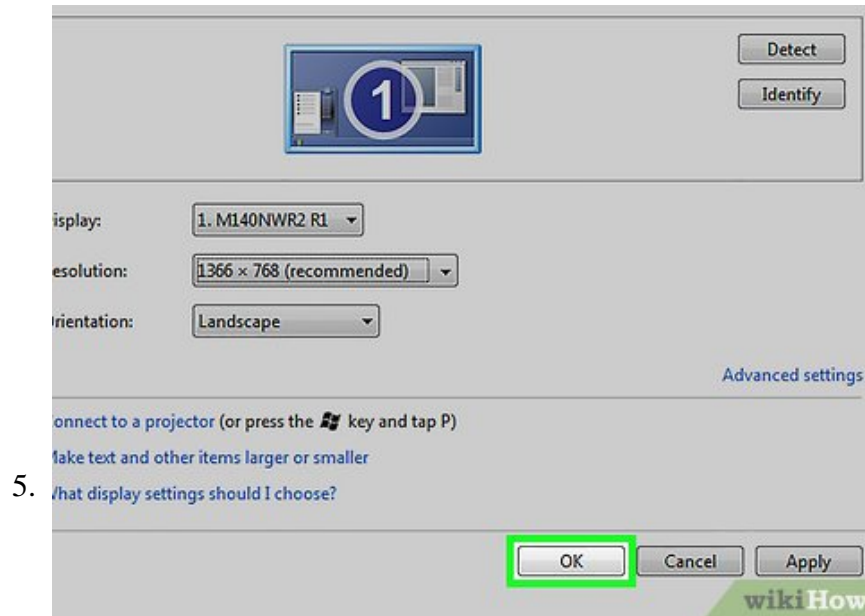 1
Detect
Identify
isplay:
1. M140NWR2 R1
esolution:
1366 × 768 (recommended)
rientation:
Landscape
Advanced settings
onnect to a projector (or press the key and tap P)
Make text and other items larger or smaller
5.
What display settings should I choose?
OK
Cancel
Apply
wikiHow